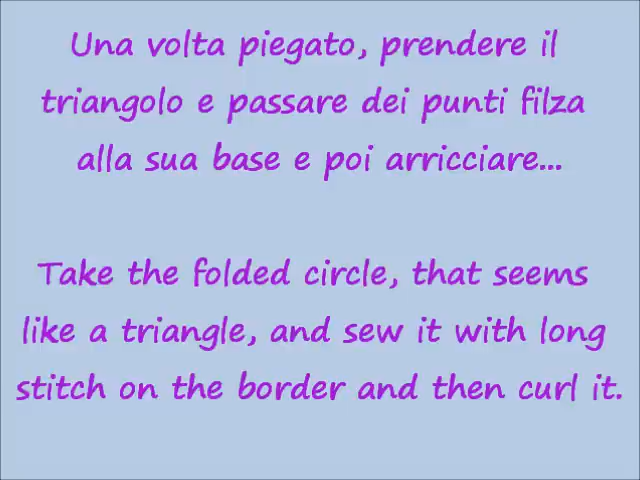 Una volta piegato, prendere il
triangolo e passare dei punti filza
alla sua base e poi arricciare...
Take the folded circle, that seems
like a triangle, and sew it with long
stitch on the border and then curl it.